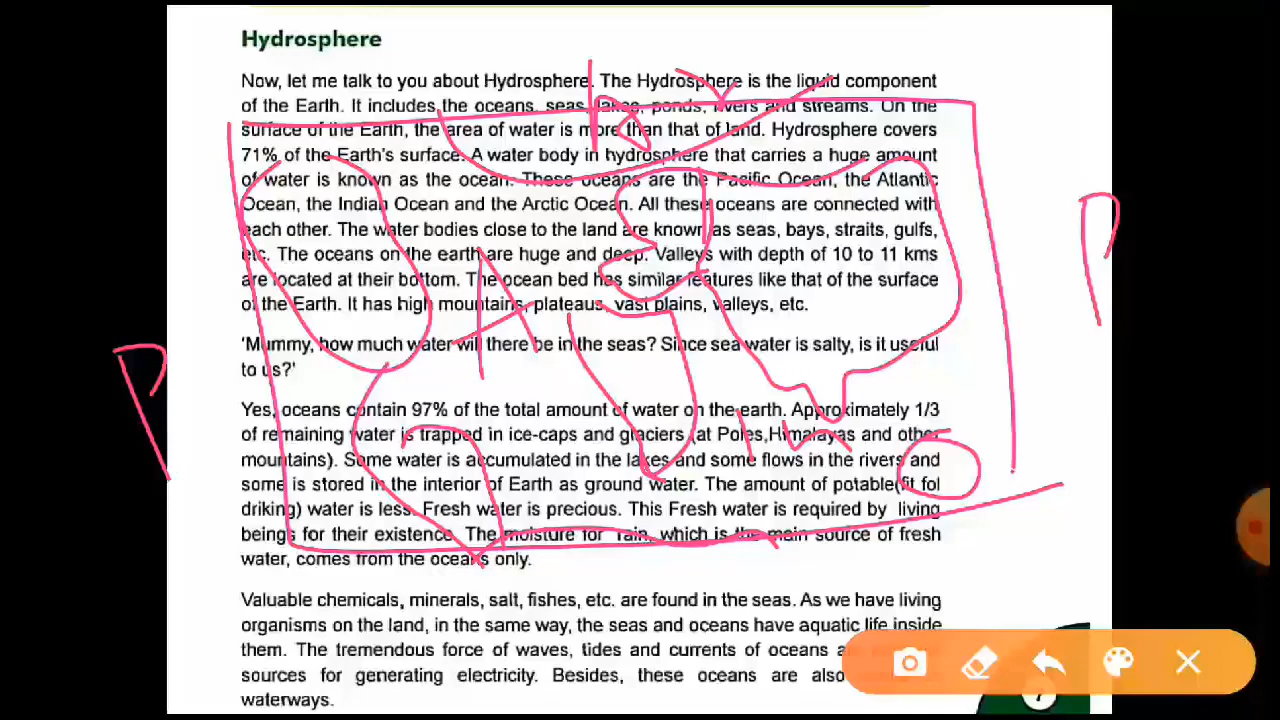 Hydrosphere
Now, let me talk to you about Hydrosphere. The Hydrosphere is the liquid component
of the Earth. It includes the oceans, seas, lakes, ponds, rivers and streams. On the
surface of the Earth, the area of water is more than that of land. Hydrosphere covers
71% of the Earth's surface. A water body in hydrosphere that carries a huge amount
of water is known as the ocean. These oceans are the Pacific Ocean, the Atlantic
Ocean, the Indian Ocean and the Arctic Ocean. All these oceans are connected with
each other. The water bodies close to the land are known as seas, bays, straits, gulfs,
etc. The oceans on the earth are huge and deep. Valleys with depth of 10 to 11 kms
are located at their bottom. The ocean bed has similar features like that of the surface
of the Earth. It has high mountains, plateaus, vast plains, valleys, etc.
'Mummy, how much water will there be in the seas? Since sea water is salty, is it useful
to us?'
Yes, oceans contain 97% of the total amount of water on the earth. Approximately 1/3
of remaining water is trapped in ice-caps and glaciers (at Poles,Himalayas and other
mountains). Some water is accumulated in the lakes and some flows in the rivers and
some is stored in the interior of Earth as ground water. The amount of potable(fit fol
driking) water is less. Fresh water is precious. This Fresh water is required by living
beings for their existence. The moisture for rain, which is the main source of fresh
water, comes from the oceans only.
Valuable chemicals, minerals, salt, fishes, etc. are found in the seas. As we have living
organisms on the land, in the same way, the seas and oceans have aquatic life inside
them. The tremendous force of waves, tides and currents of oceans
sources for generating electricity. Besides, these oceans are also
waterways.